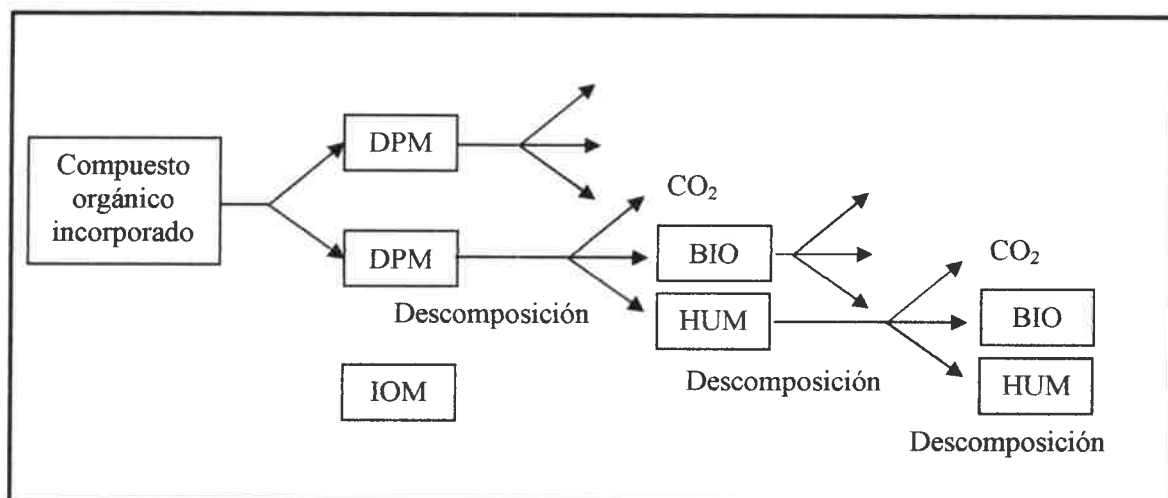 Compuesto
orgánico
incorporado
DPM
DPM
Descomposición
IOM
CO₂
BIO
HUM
Descomposición
CO₂
BIO
HUM
Descomposición